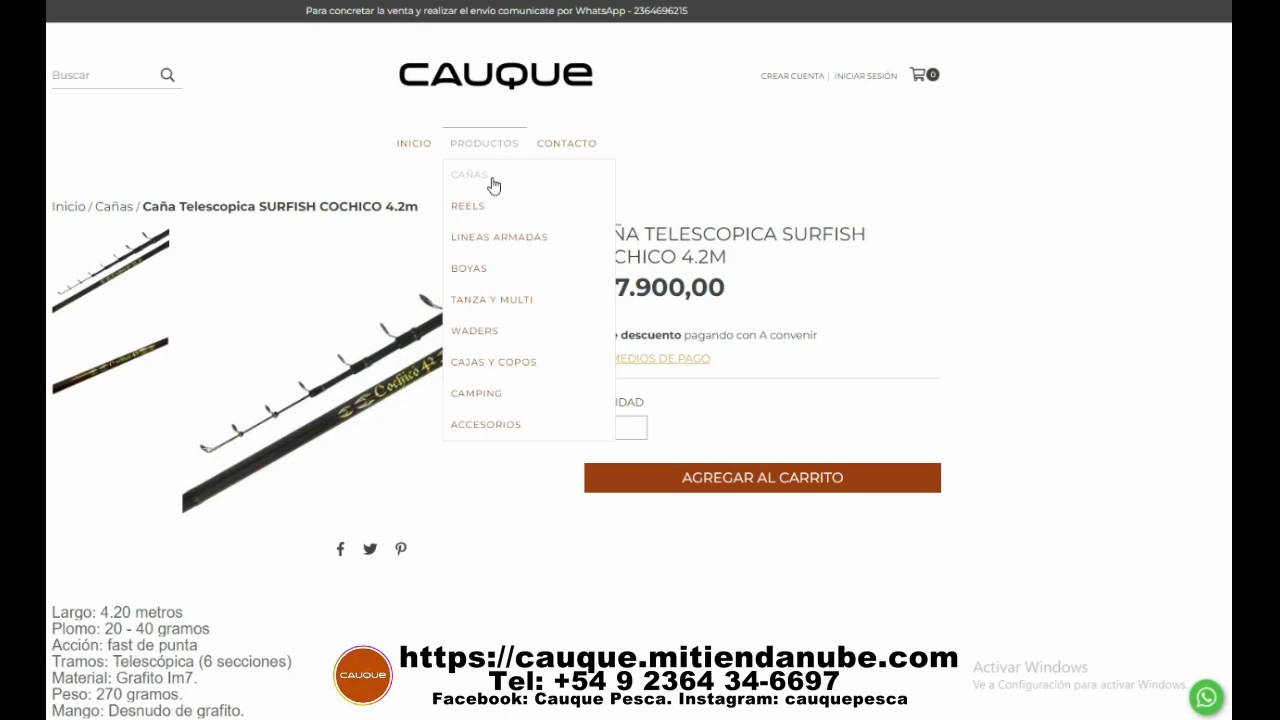 Para concretar la venta y realizar el envío comunicate por WhatsApp - 2364696215
Buscar
CAUQUE
CREAR CUENTA | INICIAR SESIÓN
0
INICIO
PRODUCTOS
CONTACTO
CAÑAS
REELS
LINEAS ARMADAS
BOYAS
TANZA Y MULTI
WADERS
CAJAS Y COPOS
CAMPING
ACCESORIOS
Inicio / Cañas / Caña Telescopica SURFISH COCHICO 4.2m
Cochico 4.2
ÑA TELESCOPICA SURFISH
CHICO 4.2M
7.900,00
descuento pagando con A convenir
MEDIOS DE PAGO
IDAD
AGREGAR AL CARRITO
Largo: 4.20 metros
Plomo: 20 - 40 gramos
Acción: fast de punta
Tramos: Telescópica (6 secciones)
Material: Grafito Im7.
Peso: 270 gramos.
Mango: Desnudo de grafito.
CAUQUE
https://cauque.mitiendanube.com
Tel: +54 9 2364 34-6697
Facebook: Cauque Pesca. Instagram: cauquepesca
Activar Windows
Ve a Configuración para activar Windows.